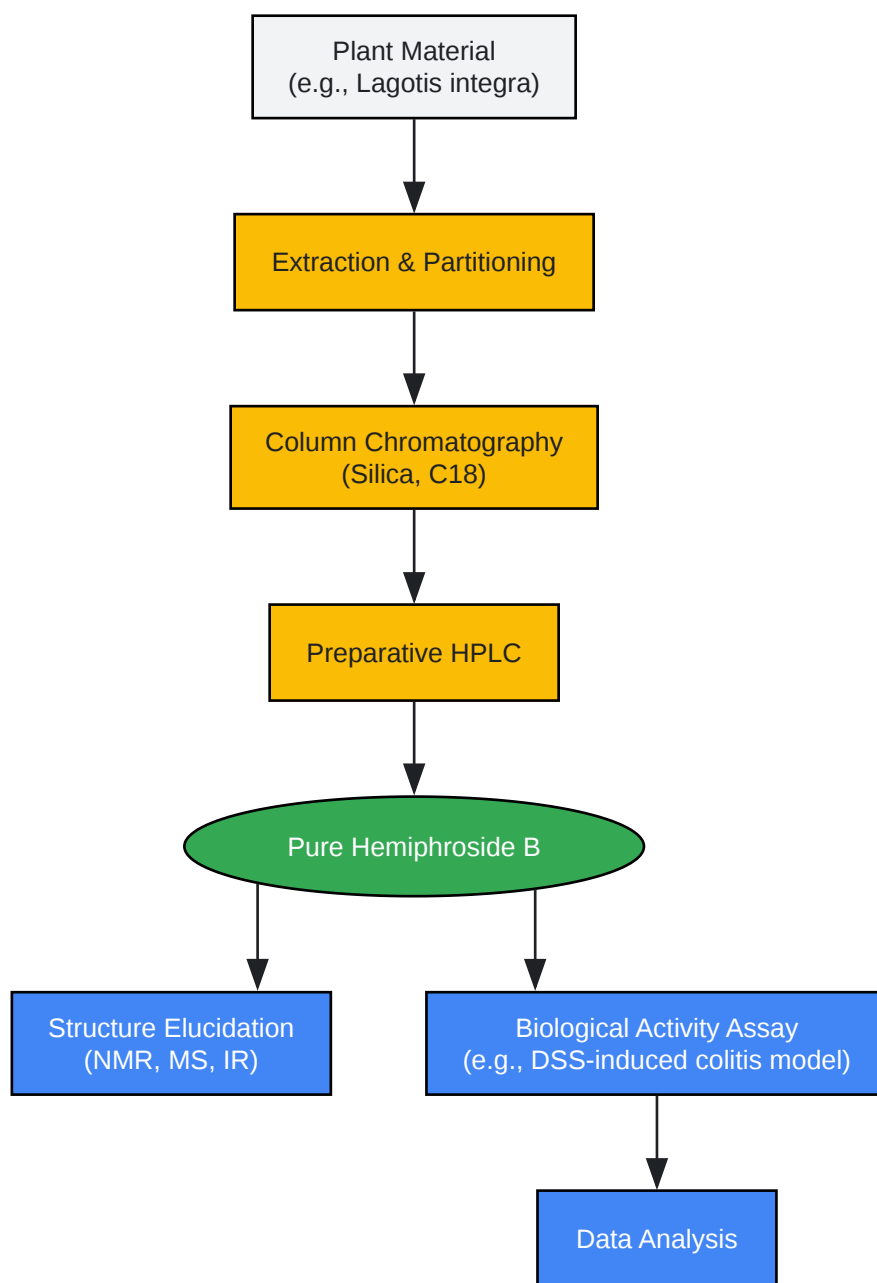 Plant Material
(e.g., Lagotis integra)
Extraction & Partitioning
Column Chromatography
(Silica, C18)
Preparative HPLC
Pure Hemiphroside B
Structure Elucidation
(NMR, MS, IR)
Biological Activity Assay
(e.g., DSS-induced colitis model)
Data Analysis